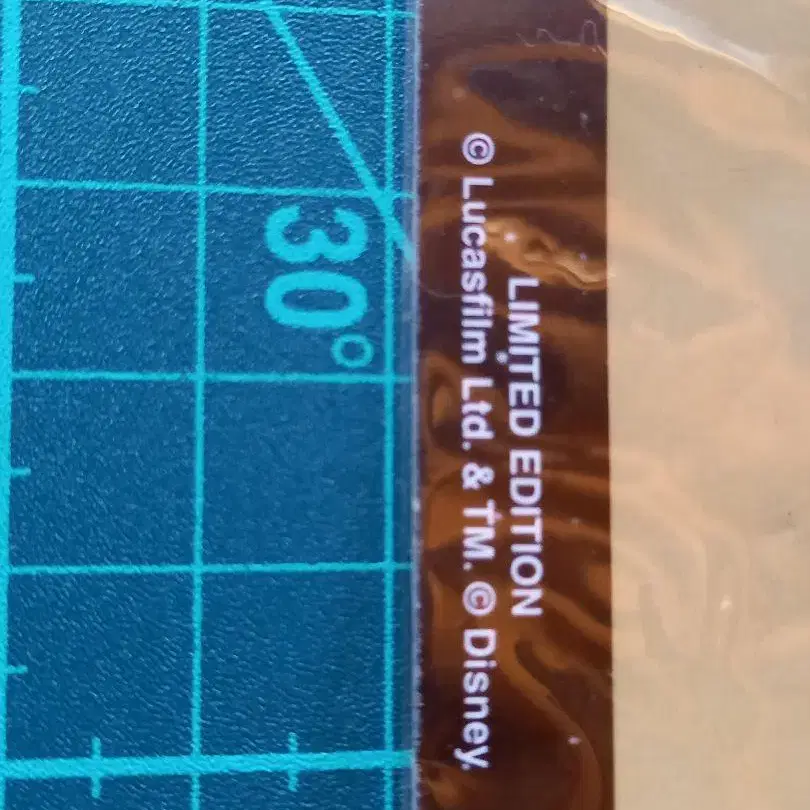 30°
LIMITED EDITION
© Lucasfilm Ltd. & TM. © Disney.